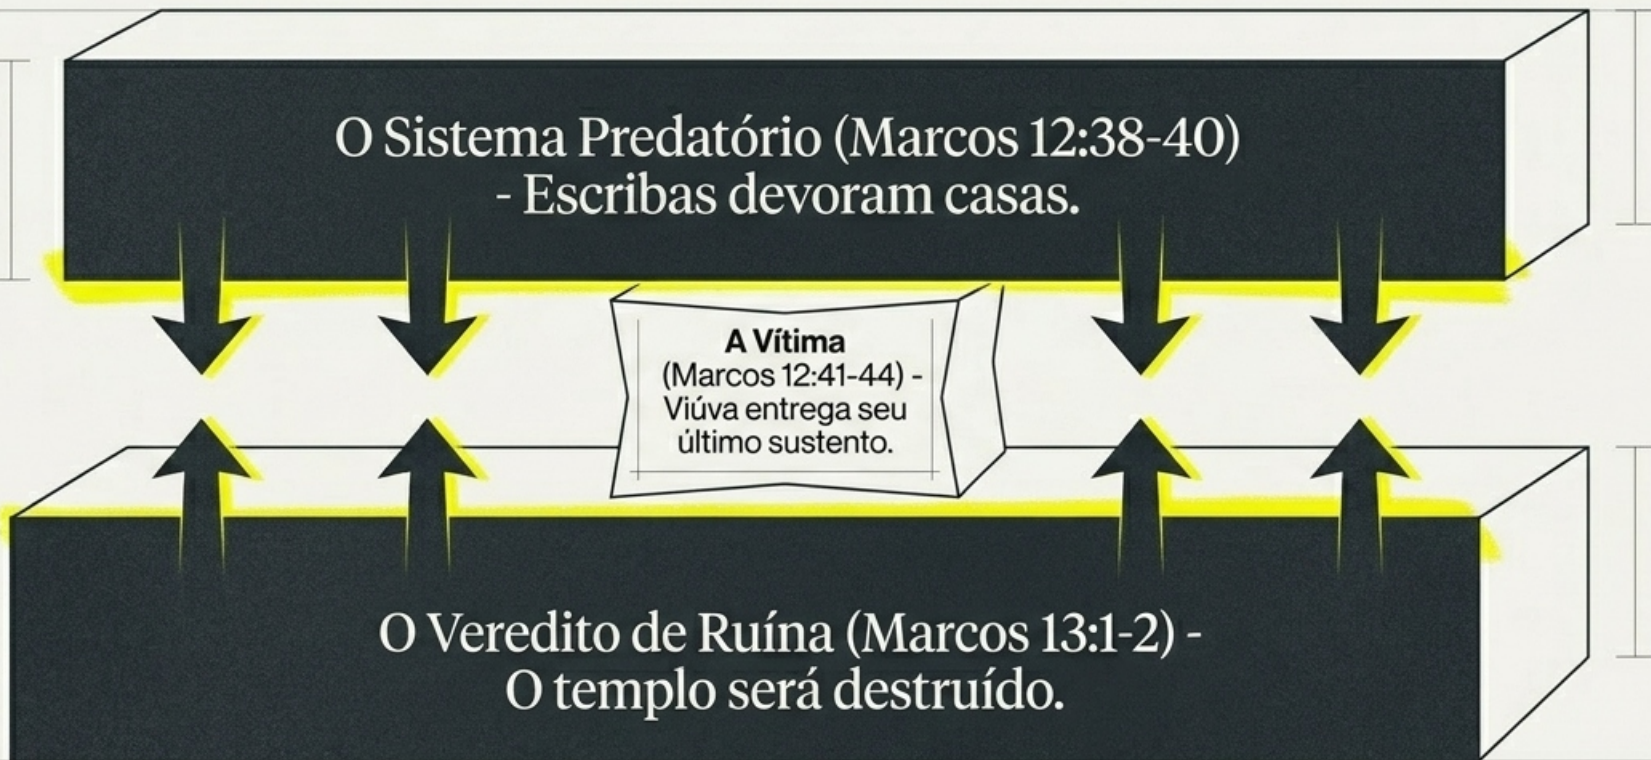 O Sistema Predatório (Marcos 12:38-40)
- Escribas devoram casas.
A Vítima
(Marcos 12:41-44) -
Viúva entrega seu
último sustento.
O Veredito de Ruína (Marcos 13:1-2) -
O templo será destruído.